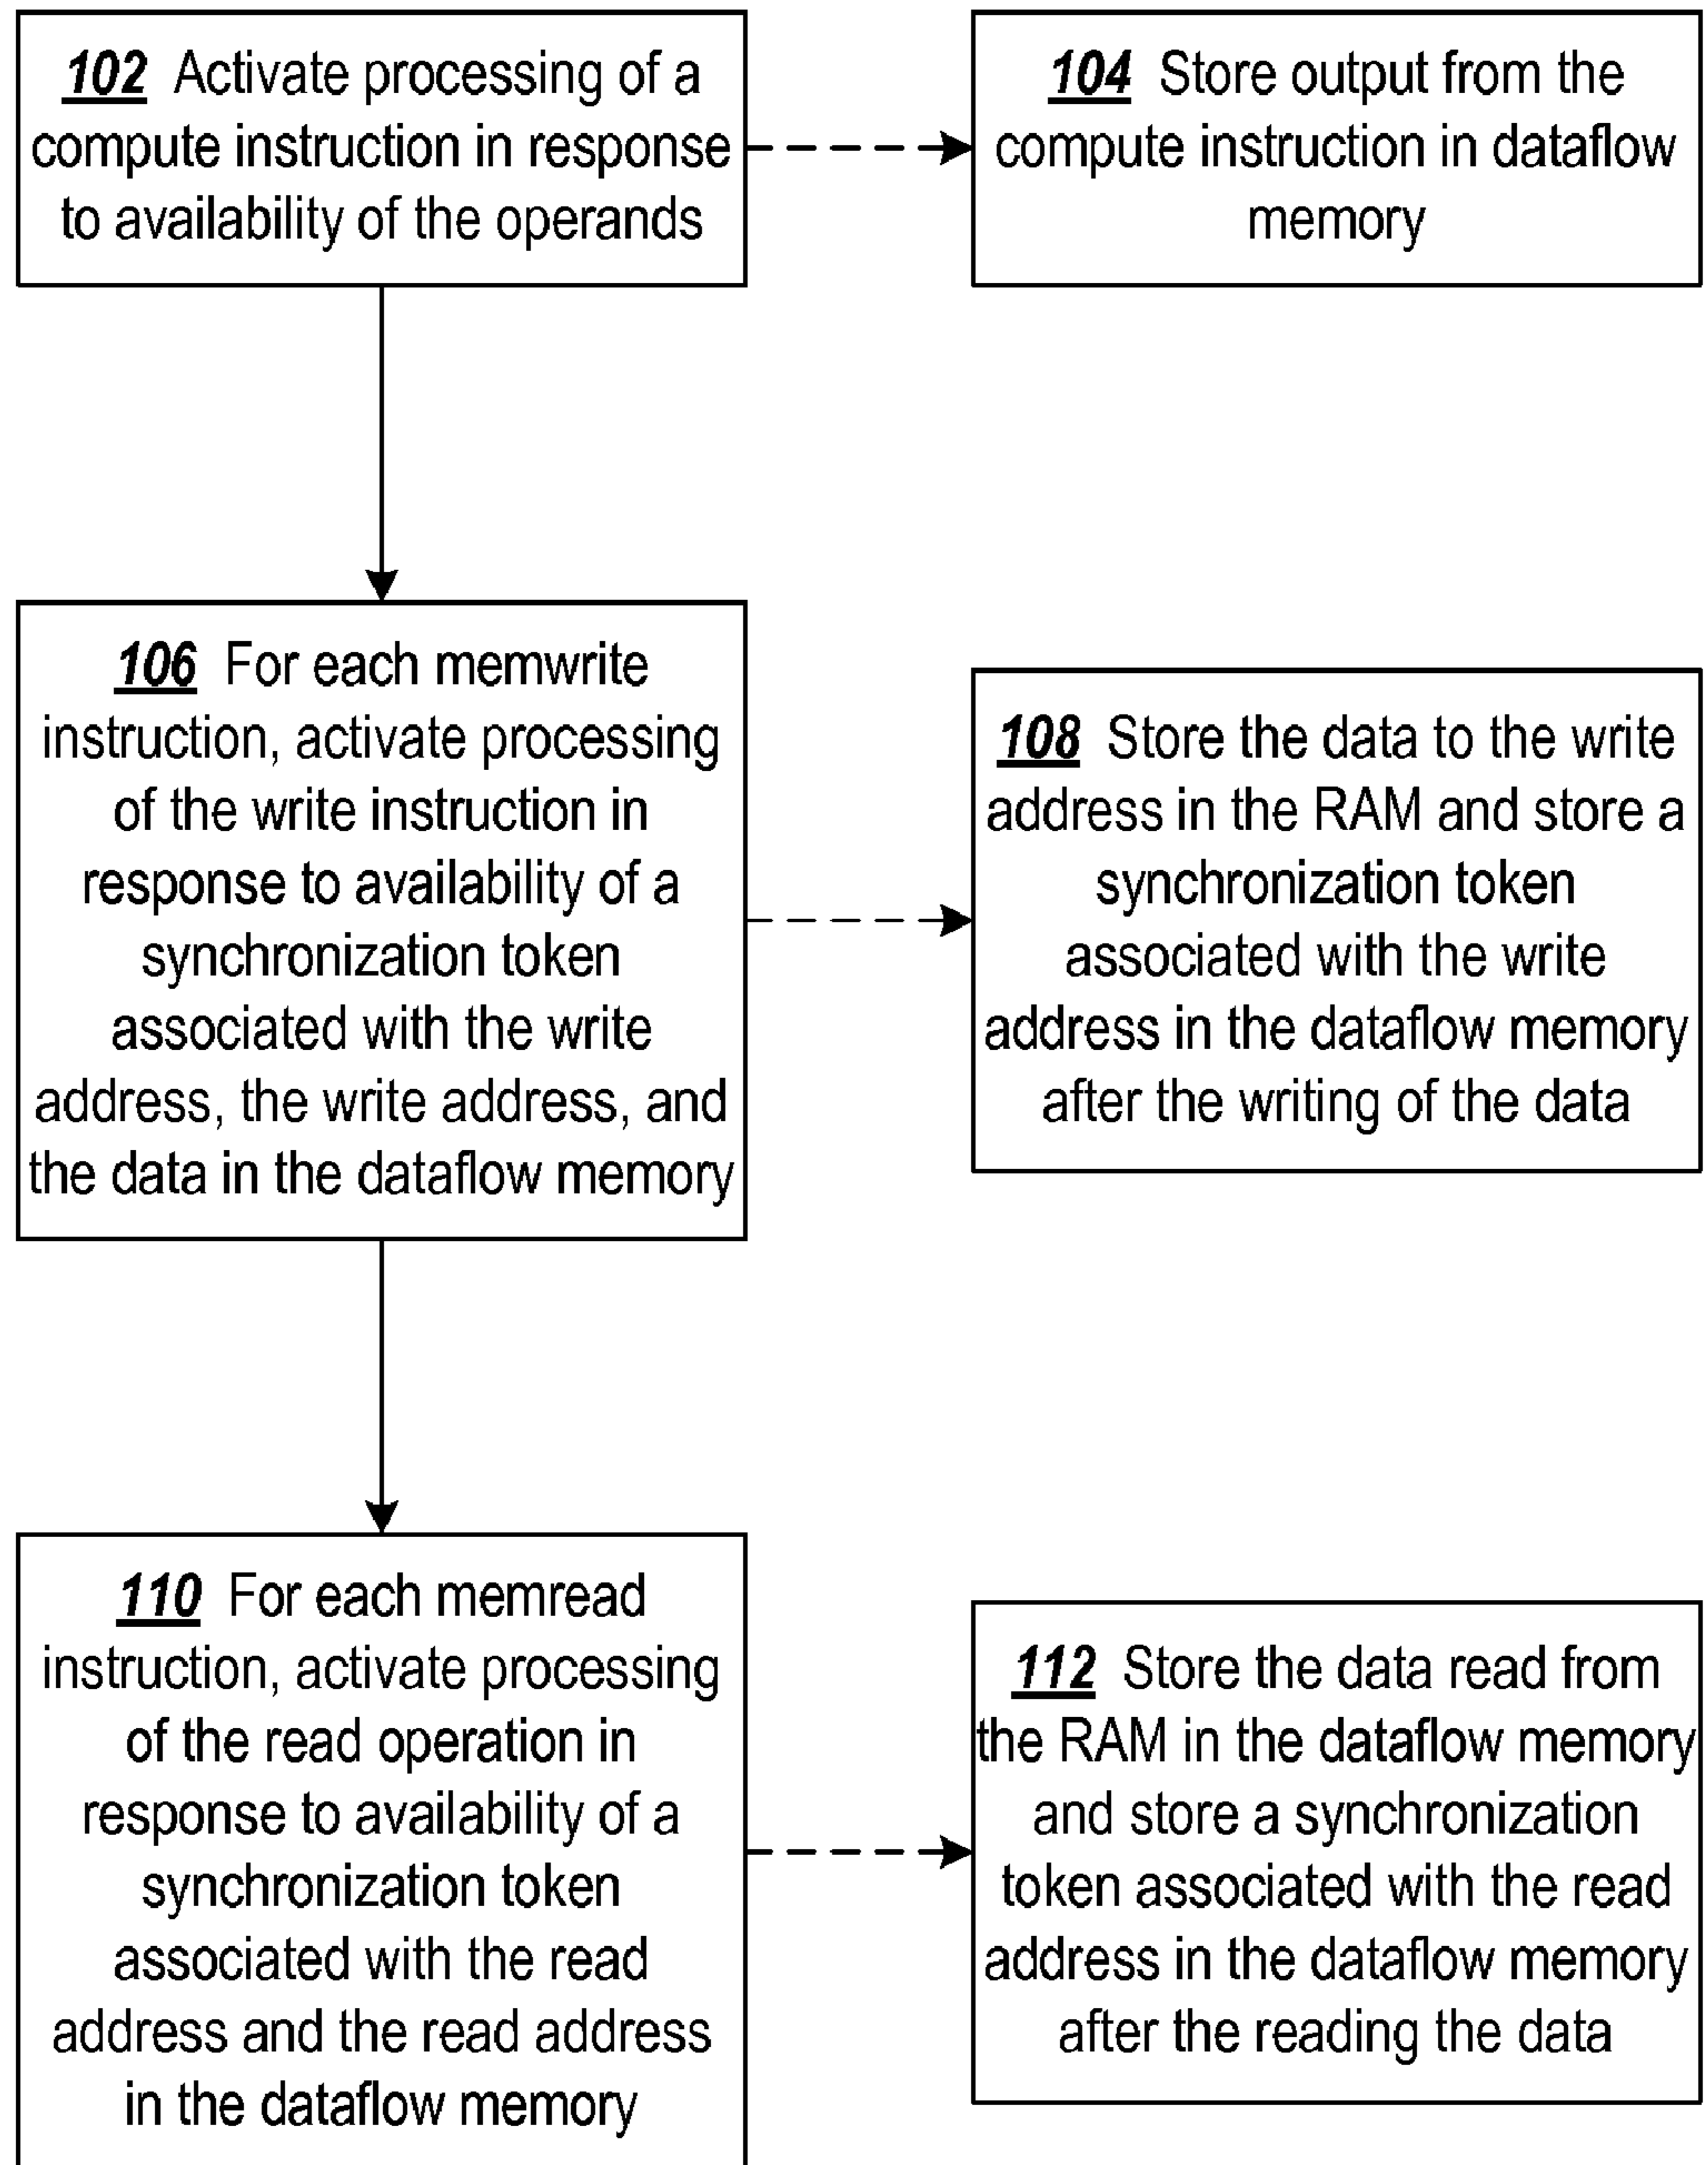 102 Activate processing of a
compute instruction in response
to availability of the operands
104 Store output from the
compute instruction in dataflow
memory
106 For each memwrite
instruction, activate processing
of the write instruction in
response to availability of a
synchronization token
associated with the write
address, the write address, and
the data in the dataflow memory
108 Store the data to the write
address in the RAM and store a
synchronization token
associated with the write
address in the dataflow memory
after the writing of the data
110 For each memread
instruction, activate processing
of the read operation in
response to availability of a
synchronization token
associated with the read
address and the read address
in the dataflow memory
112 Store the data read from
the RAM in the dataflow memory
and store a synchronization
token associated with the read
address in the dataflow memory
after the reading the data